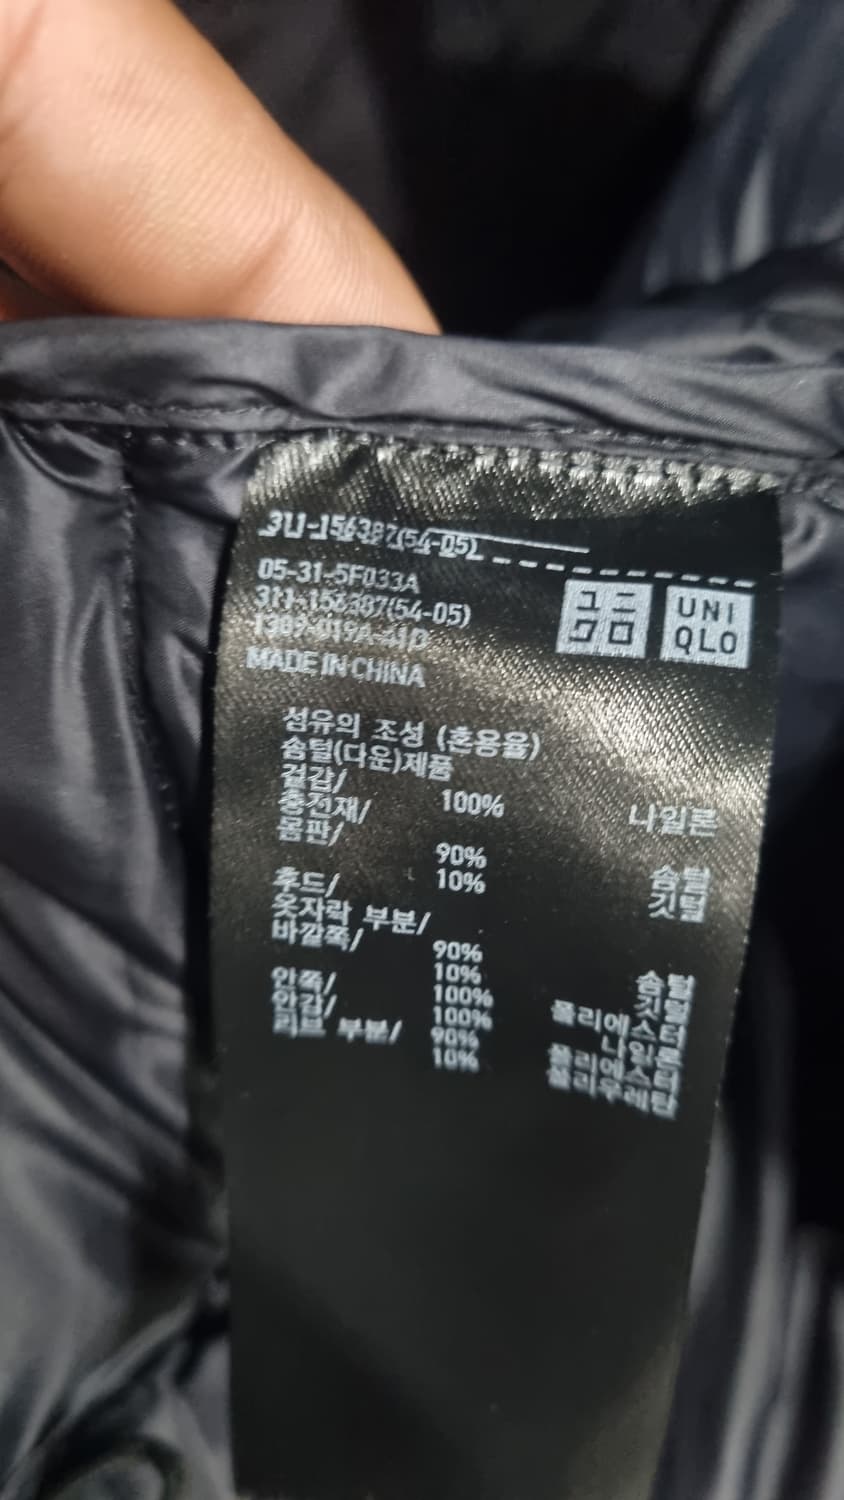 311-156387(54-05)
05-31-5F033A
311-156387(54-05)
MADE IN CHINA
ユニ
クロ
UNI
QLO
섬유의 조성 (혼용율)
솜털(다운)제품
겉감/ 100% 나일론
충전재/
몸판/ 90% 솜털
10% 깃털
후드/
90% 솜털
10% 깃털
옷자락 부분/
바깥쪽/ 100% 폴리에스터
안쪽/ 100% 나일론
안감/
리브 부분/ 90% 폴리에스터
10% 폴리우레탄